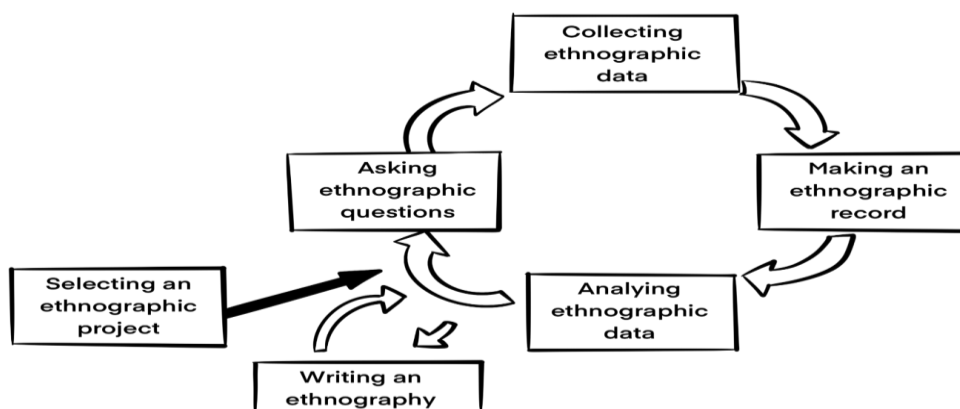 Collecting
ethnographic
data
Asking
ethnographic
questions
Making an
ethnographic
record
Selecting an
ethnographic
project
Analying
ethnographic
data
Writing an
ethnography